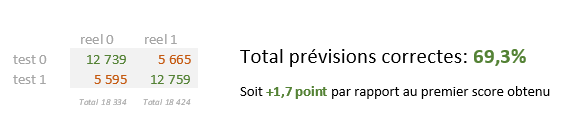 reel 0 reel 1
test 0 12 739 5 665
test 1 5 595 12 759
Total 18 334 Total 18 424
Total prévisions correctes: 69,3%
Soit +1,7 point par rapport au premier score obtenu